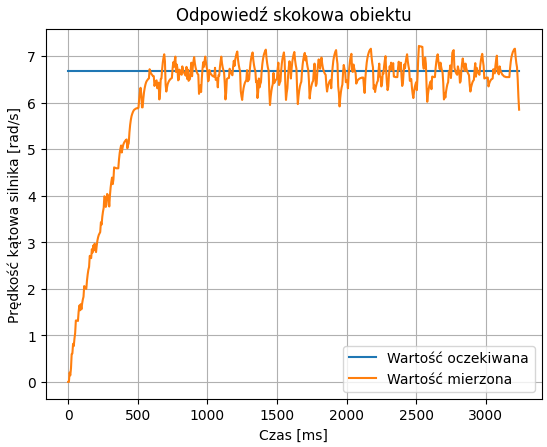 Odpowiedź skokowa obiektu
Prędkość kątowa silnika [rad/s]
7
6
5
4
3
2
1
0
Wartość oczekiwana
Wartość mierzona
0 500 1000 1500 2000 2500 3000
Czas [ms]